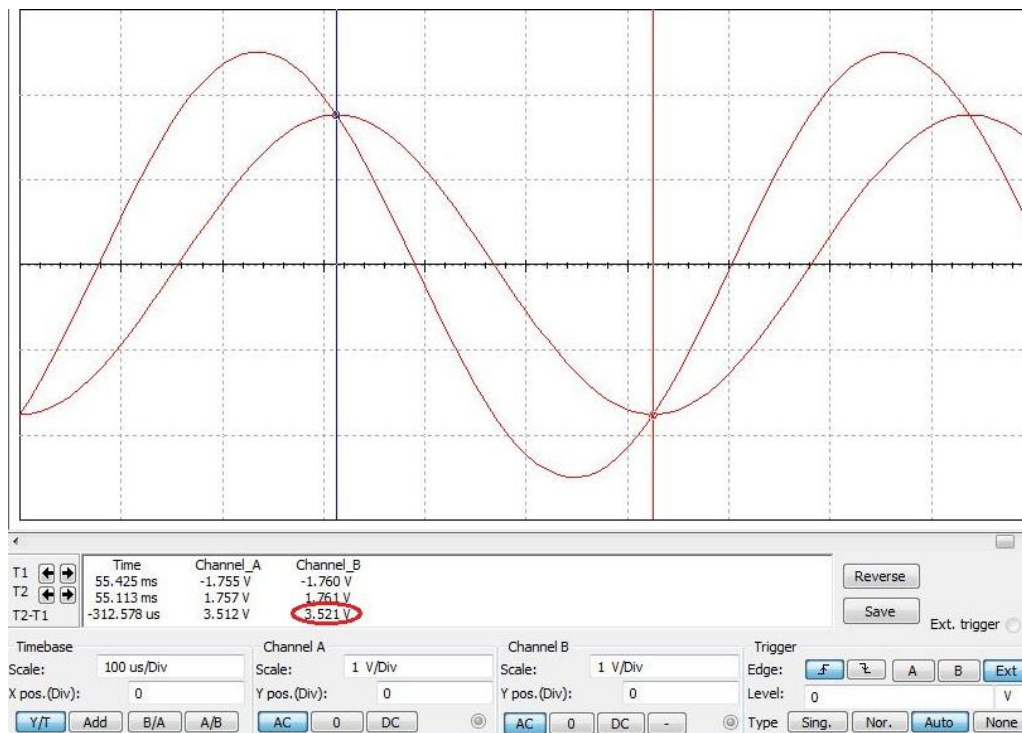 Time Channel_A Channel_B
T1 55.425 ms -1.755 V -1.760 V
T2 55.113 ms 1.757 V 1.761 V
T2-T1 -312.578 us 3.512 V 3.521 V
Reverse
Save
Ext. trigger
Timebase
Scale: 100 us/Div
X pos.(Div): 0
Y/T Add B/A A/B
Channel A
Scale: 1 V/Div
Y pos.(Div): 0
AC 0 DC
Channel B
Scale: 1 V/Div
Y pos.(Div): 0
AC 0 DC -
Trigger
Edge: A B Ext
Level: 0 V
Type Sing. Nor. Auto None